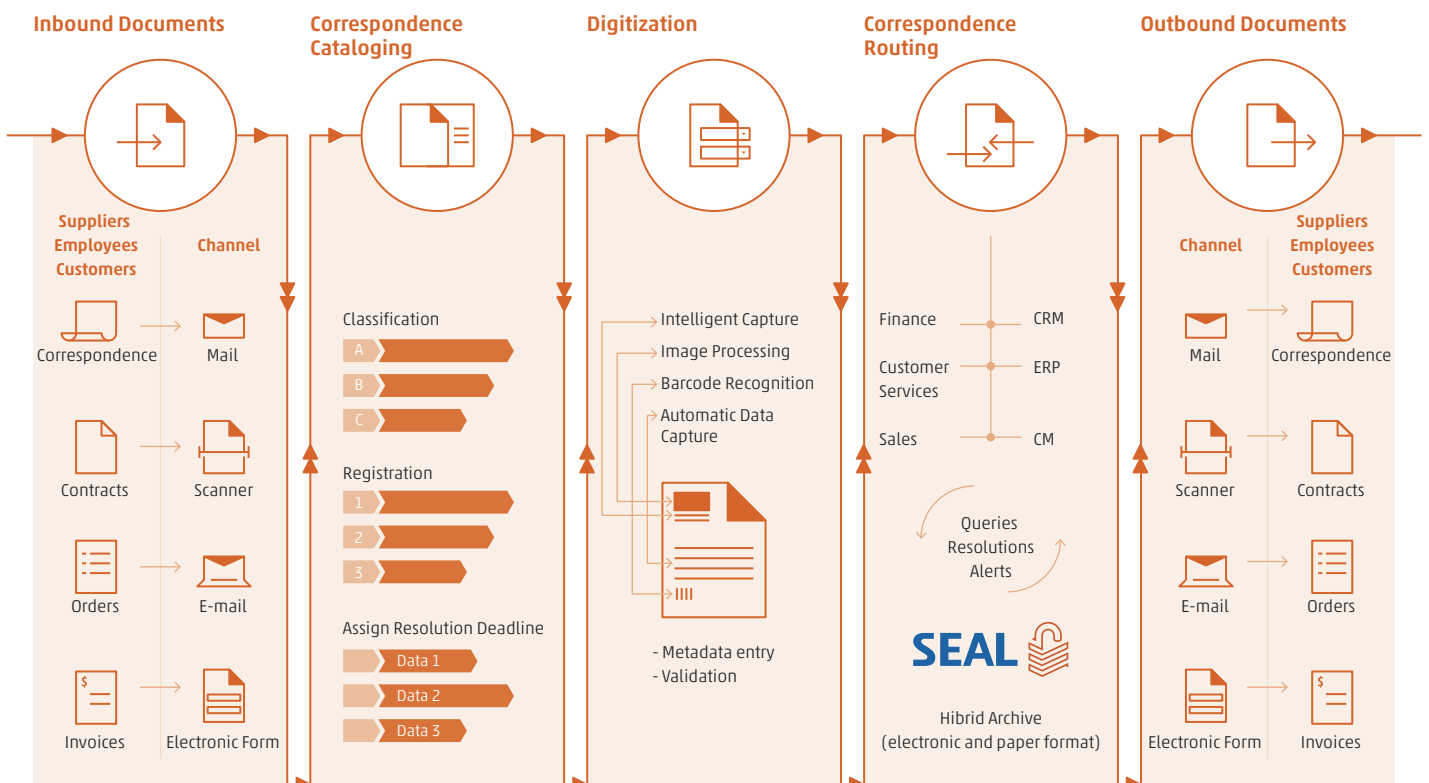 Inbound Documents
Suppliers
Employees
Customers
Channel
Correspondence
Mail
Contracts
Scanner
Orders
E-mail
$
Invoices
Electronic Form
Correspondence
Cataloging
Classification
A
B
C
Registration
1
2
3
Assign Resolution Deadline
Data 1
Data 2
Data 3
Digitization
Intelligent Capture
Image Processing
Barcode Recognition
Automatic Data
Capture
- Metadata entry
- Validation
Correspondence
Routing
Finance
CRM
Customer
Services
ERP
Sales
CM
Queries
Resolutions
Alerts
SEAL
Hibrid Archive
(electronic and paper format)
Outbound Documents
Channel
Suppliers
Employees
Customers
Mail
Correspondence
Scanner
Contracts
E-mail
Orders
$
Electronic Form
Invoices